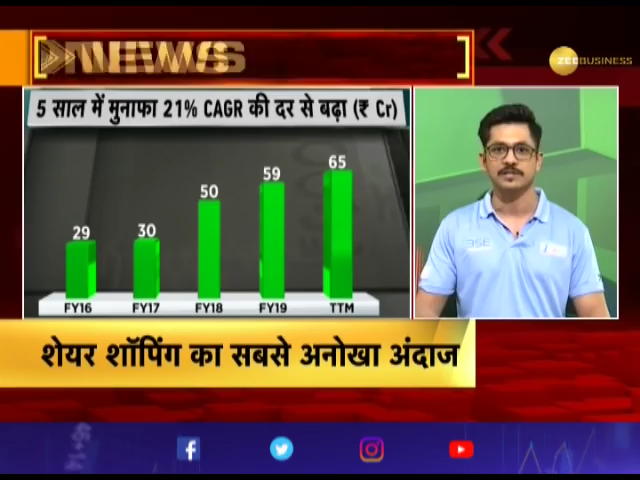 NEWS
ZEE BUSINESS
5 साल में मुनाफा 21% CAGR की दर से बढ़ा (₹ Cr)
29
30
50
59
65
FY16
FY17
FY18
FY19
TTM
BSE
शेयर शॉपिंग का सबसे अनोखा अंदाज